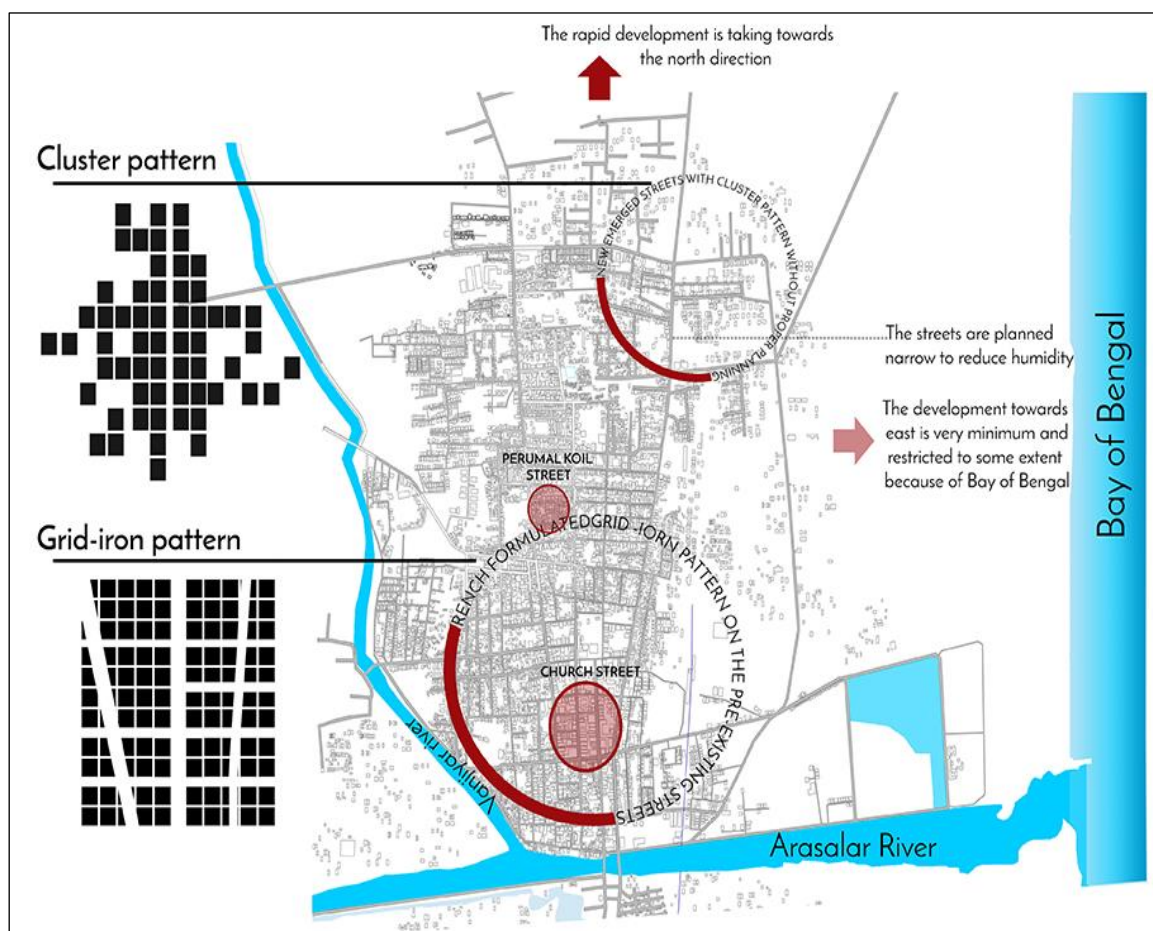 The rapid development is taking towards
the north direction
Cluster pattern
NEW EMERGED STREETS WITH CLUSTER PATTERN WITHOUT PROPER PLANNING
The streets are planned
narrow to reduce humidity
The development towards
east is very minimum and
restricted to some extent
because of Bay of Bengal
Bay of Bengal
PERUMAL KOIL
STREET
Grid-iron pattern
RENCH FORMULATEDGRID -IORN PATTERN ON THE PRE-EXISTING STREETS
CHURCH STREET
Vanjiyar river
Arasalar River